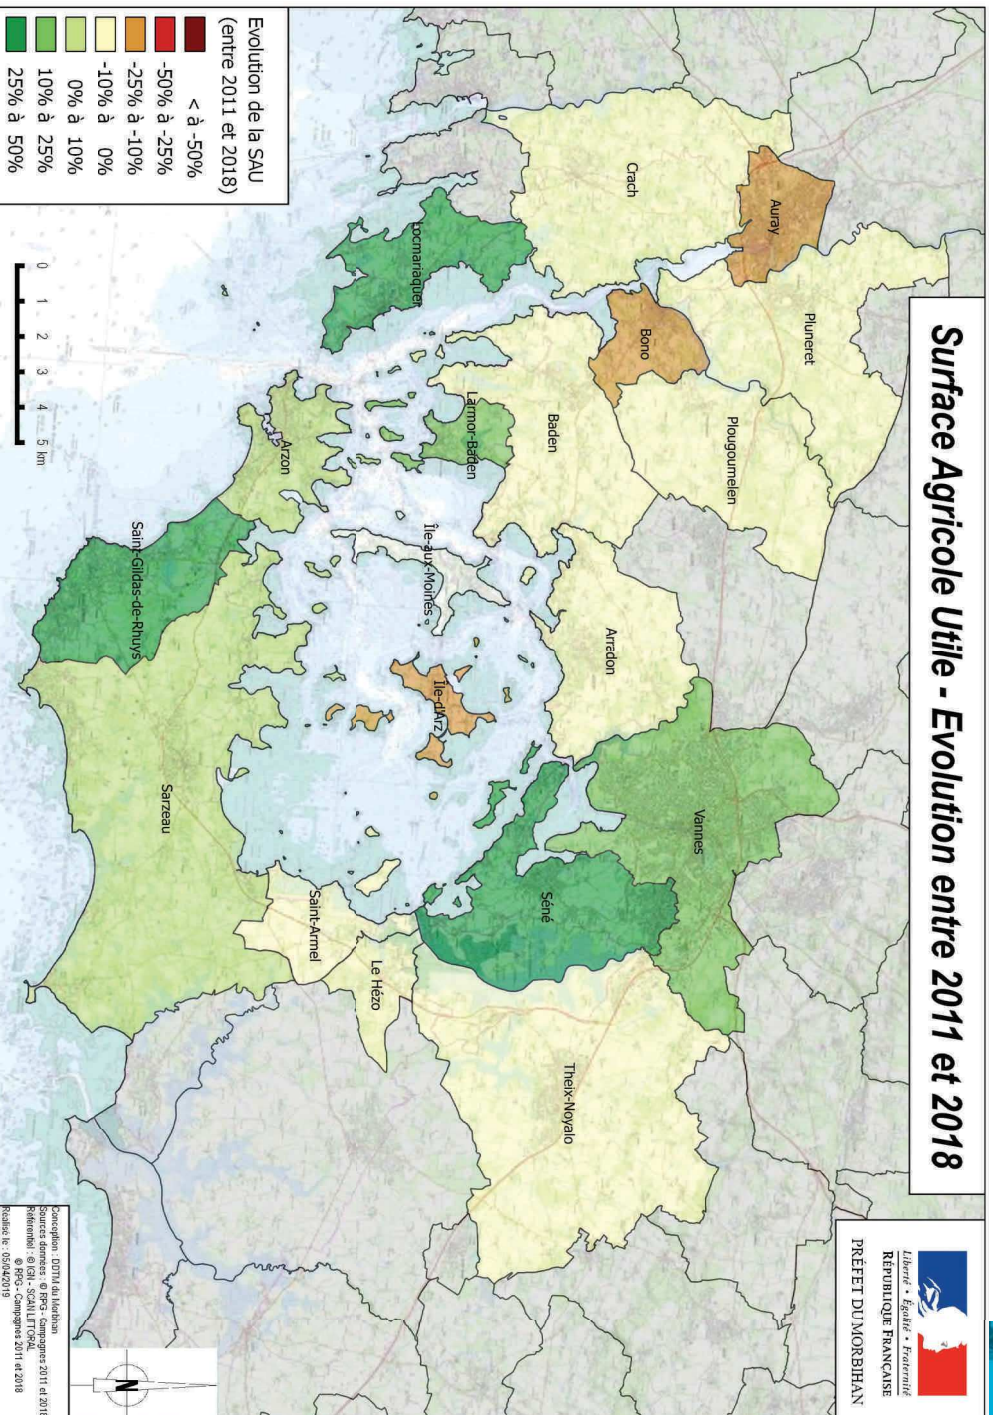 Surface Agricole Utile - Evolution entre 2011 et 2018
Liberté • Égalité • Fraternité
RÉPUBLIQUE FRANÇAISE
PRÉFET DU MORBIHAN
Auray
Pluneret
Crach
Bono
Plougoumelen
Baden
Locmariaquer
Larmor-Baden
Arradon
Vannes
Île-aux-Moines
Île-d'Arz
Séné
Theix-Noyalo
Arzon
Saint-Gildas-de-Rhuys
Sarzeau
Saint-Armel
Le Hézo
Evolution de la SAU
(entre 2011 et 2018)
< à -50%
-50% à -25%
-25% à -10%
-10% à 0%
0% à 10%
10% à 25%
25% à 50%
0 1 2 3 4 5 km
N
Conception : DDTM du Morbihan
Sources données : © RPG - Campagnes 2011 et 2018
Référentiel : © IGN - SCAN LITTORAL
© RPG - Campagnes 2011 et 2018
Réalisé le : 05/04/2019